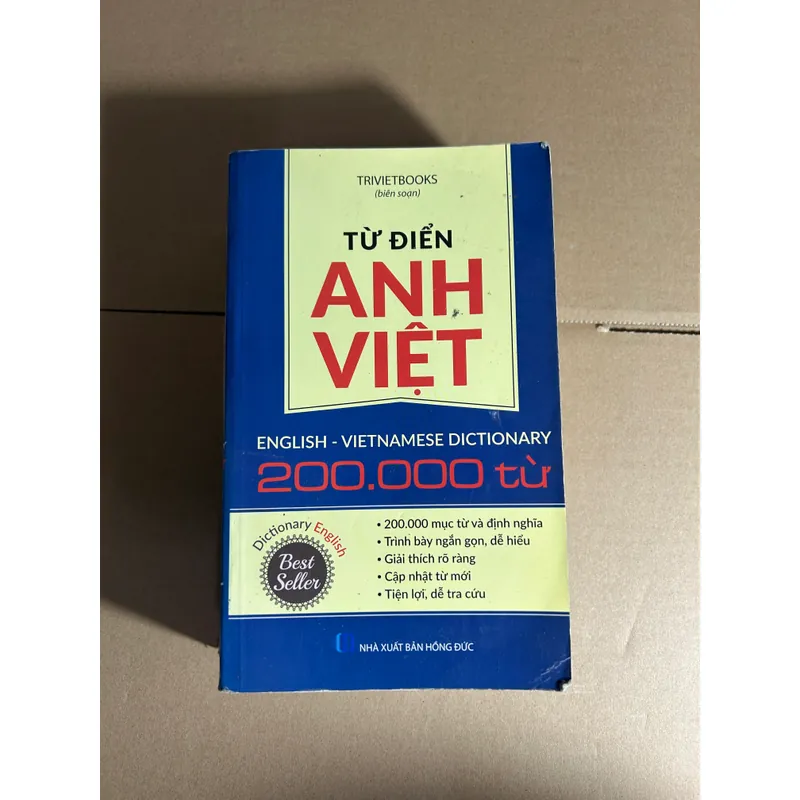 TRIVIETBOOKS
(biên soạn)
TỪ ĐIỂN
ANH
VIỆT
ENGLISH - VIETNAMESE DICTIONARY
200.000 từ
Dictionary English
Best
Seller
• 200.000 mục từ và định nghĩa
• Trình bày ngắn gọn, dễ hiểu
• Giải thích rõ ràng
• Cập nhật từ mới
• Tiện lợi, dễ tra cứu
NHÀ XUẤT BẢN HỒNG ĐỨC